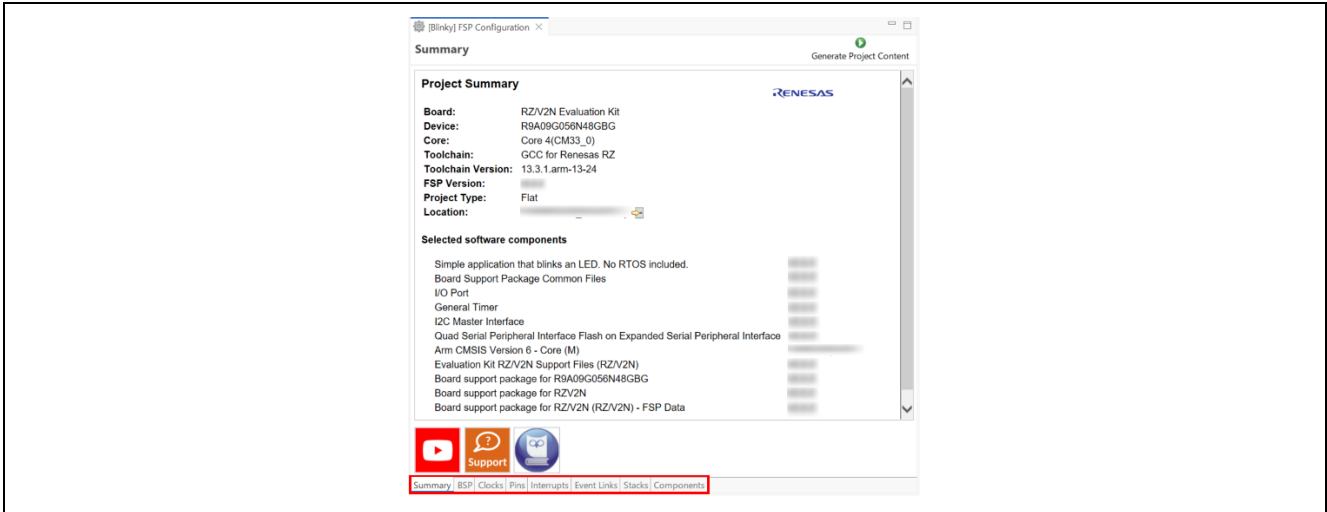 [Blinky] FSP Configuration
Summary
Generate Project Content
Project Summary
RENESAS
Board: RZ/V2N Evaluation Kit
Device: R9A09G056N48GBG
Core: Core 4(CM33_0)
Toolchain: GCC for Renesas RZ
Toolchain Version: 13.3.1.arm-13-24
FSP Version:
Project Type: Flat
Location:
Selected software components
Simple application that blinks an LED. No RTOS included.
Board Support Package Common Files
I/O Port
General Timer
I2C Master Interface
Quad Serial Peripheral Interface Flash on Expanded Serial Peripheral Interface
Arm CMSIS Version 6 - Core (M)
Evaluation Kit RZ/V2N Support Files (RZ/V2N)
Board support package for R9A09G056N48GBG
Board support package for RZV2N
Board support package for RZ/V2N (RZ/V2N) - FSP Data
Support
Summary BSP Clocks Pins Interrupts Event Links Stacks Components